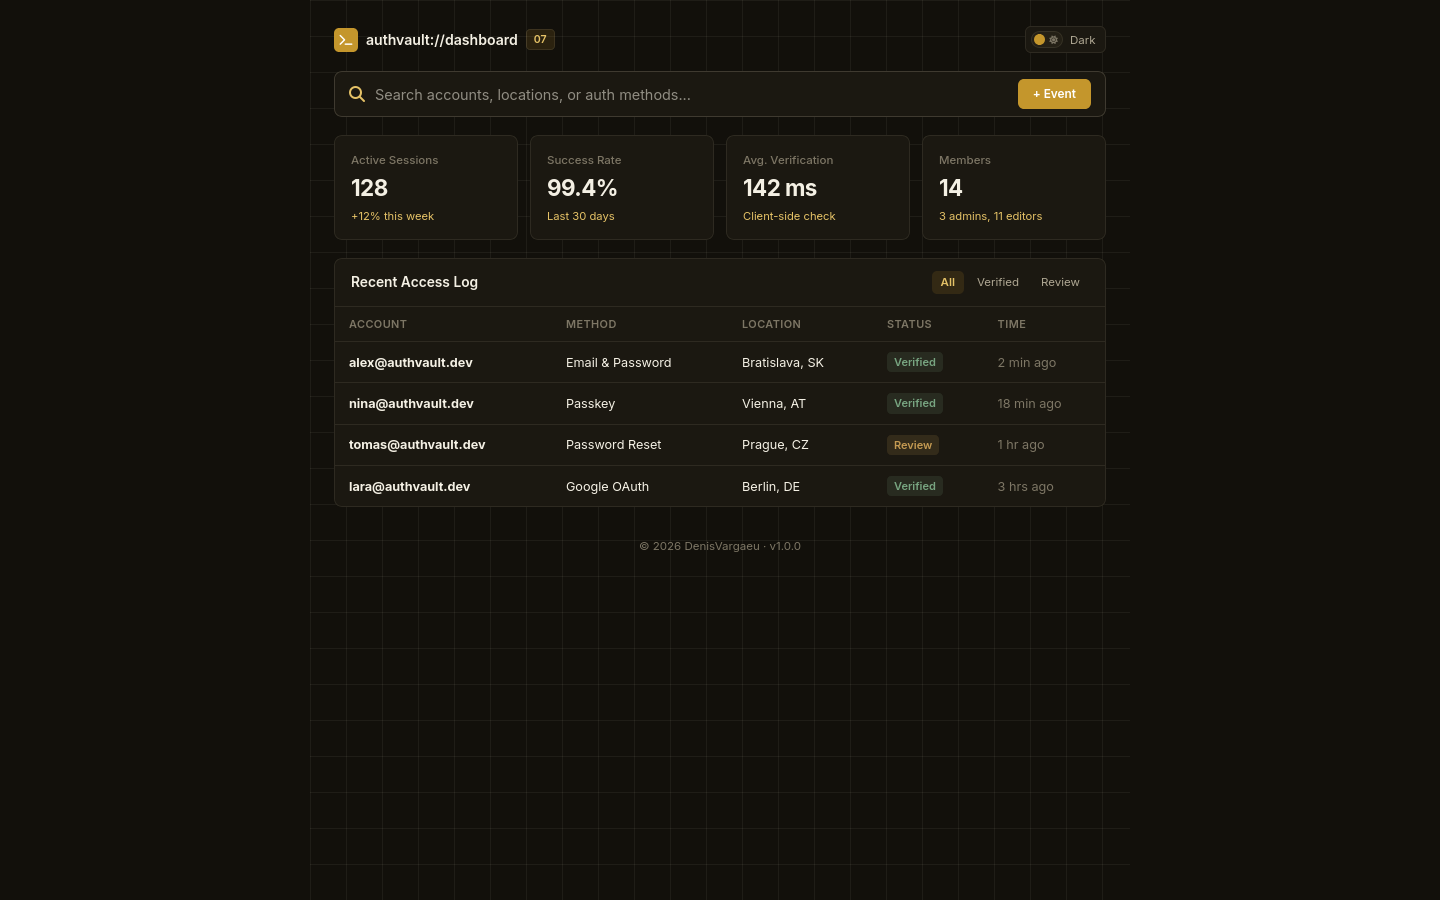 authvault://dashboard 07 Dark
Search accounts, locations, or auth methods... + Event
Active Sessions Success Rate Avg. Verification Members
128 99.4% 142 ms 14
+12% this week Last 30 days Client-side check 3 admins, 11 editors
Recent Access Log All Verified Review
ACCOUNT METHOD LOCATION STATUS TIME
alex@authvault.dev Email & Password Bratislava, SK Verified 2 min ago
nina@authvault.dev Passkey Vienna, AT Verified 18 min ago
tomas@authvault.dev Password Reset Prague, CZ Review 1 hr ago
lara@authvault.dev Google OAuth Berlin, DE Verified 3 hrs ago
© 2026 DenisVargaeu · v1.0.0